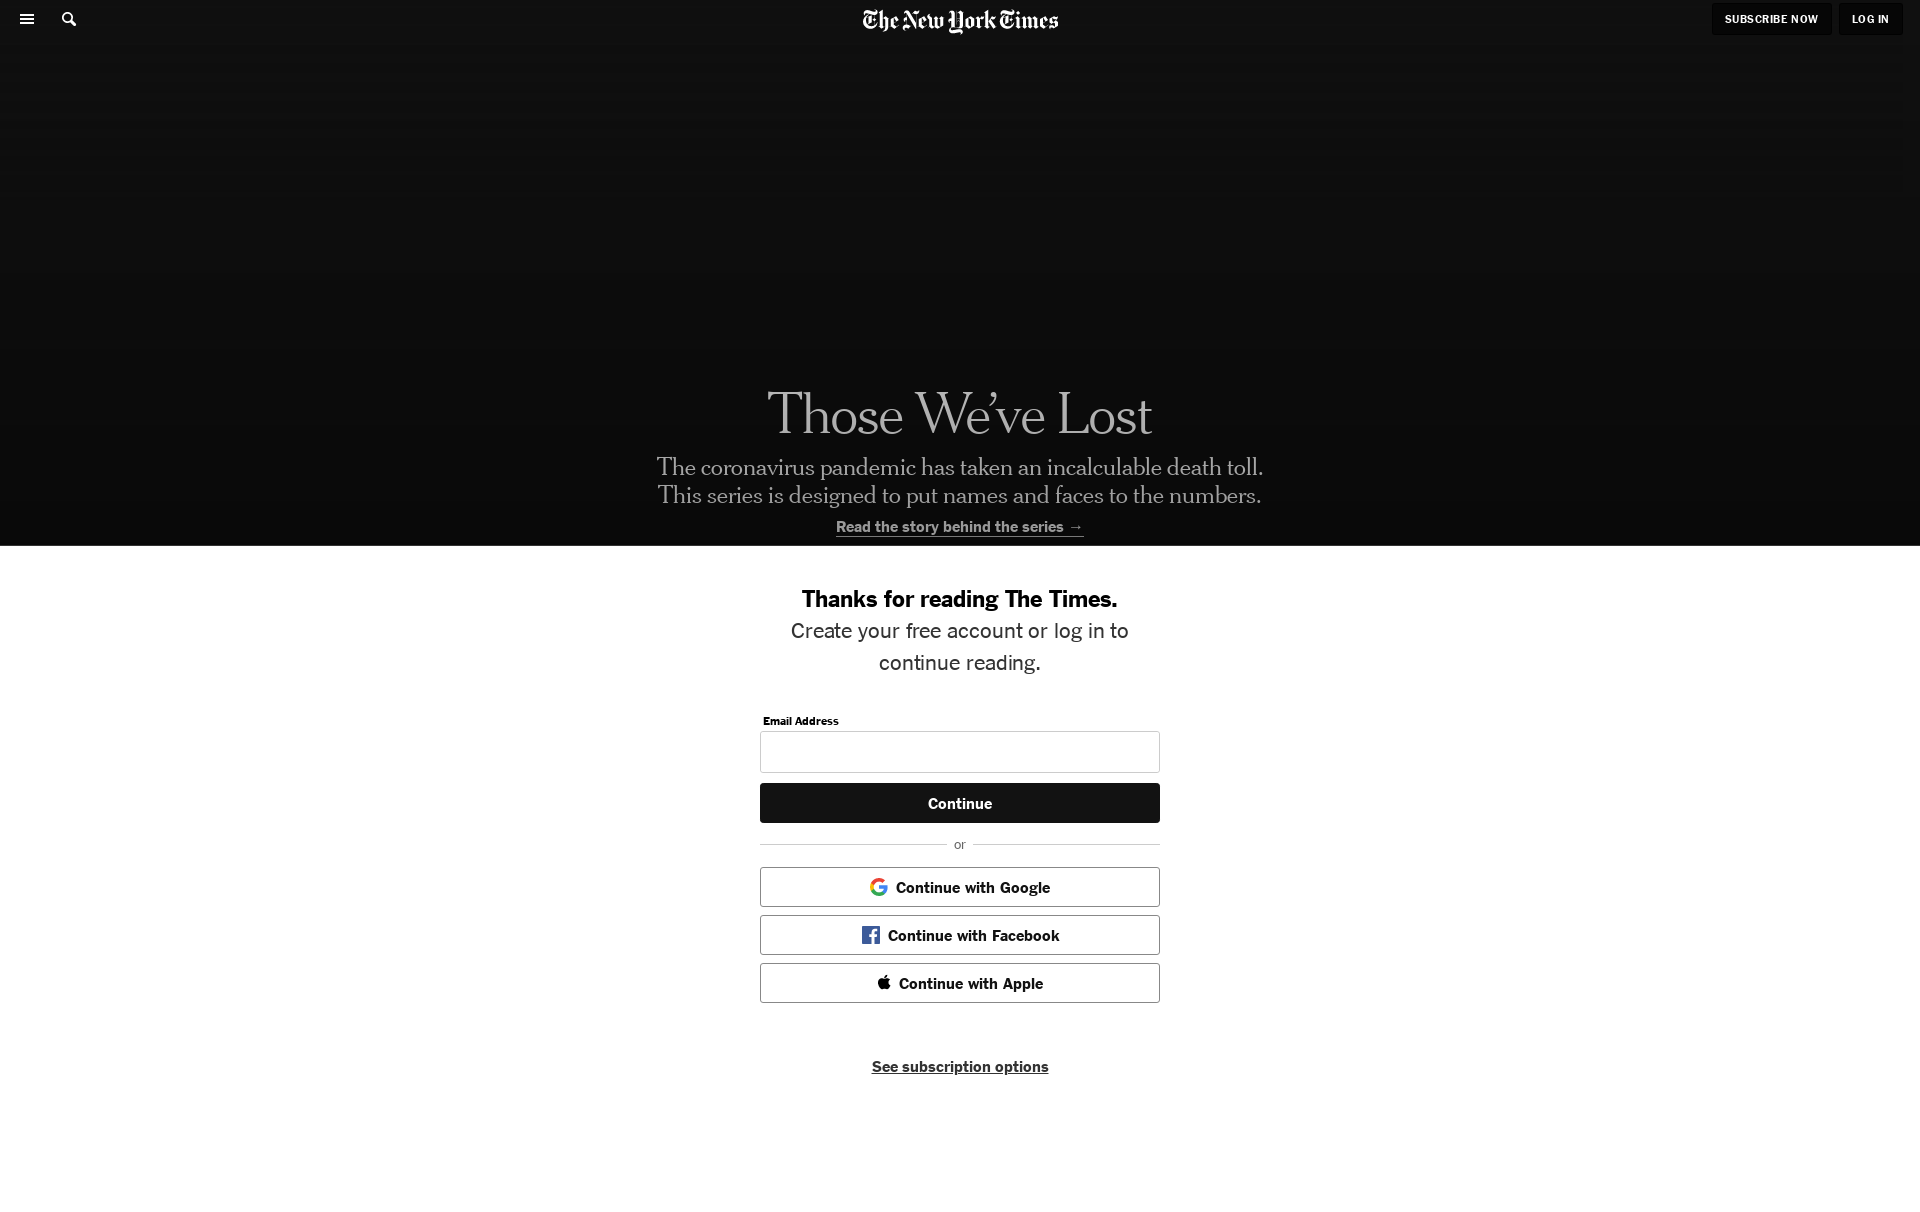 The New York Times
SUBSCRIBE NOW
LOG IN
Those We’ve Lost
The coronavirus pandemic has taken an incalculable death toll.
This series is designed to put names and faces to the numbers.
Read the story behind the series →
Thanks for reading The Times.
Create your free account or log in to
continue reading.
Email Address
Continue
or
Continue with Google
Continue with Facebook
Continue with Apple
See subscription options